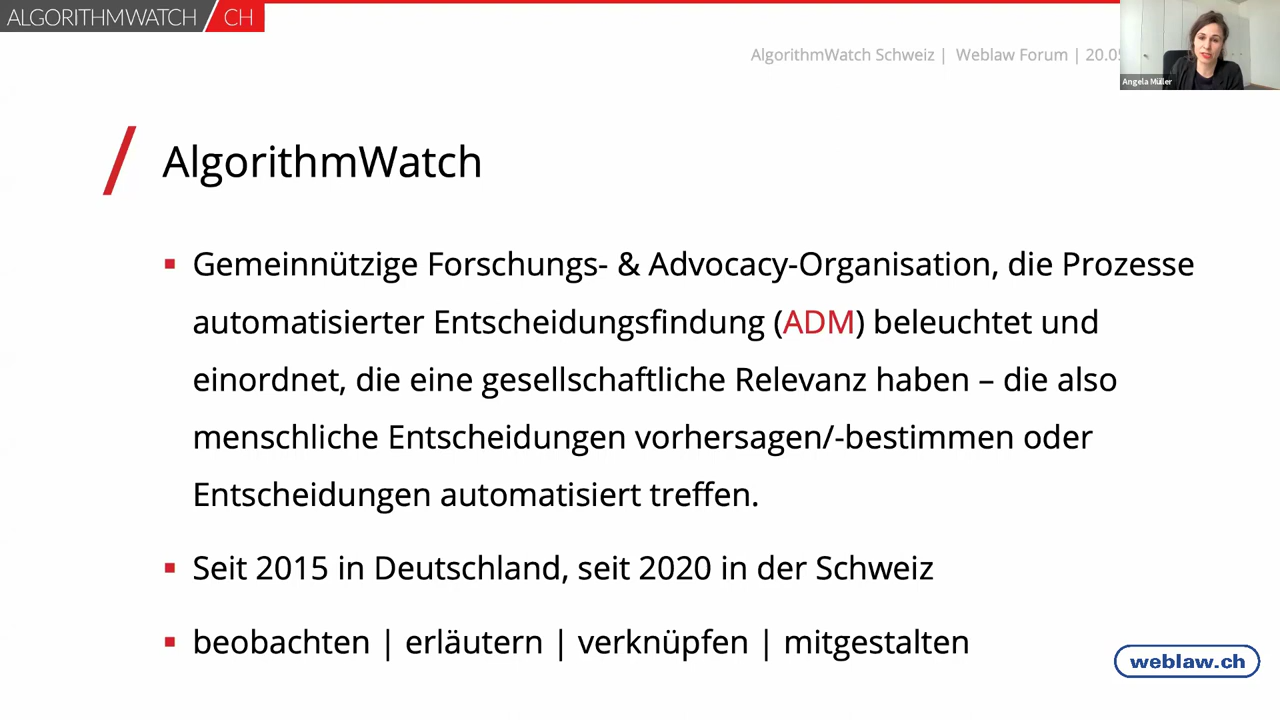 ALGORITHMWATCH CH
AlgorithmWatch Schweiz | Weblaw Forum | 20.05
Angela Müller
AlgorithmWatch
Gemeinnützige Forschungs- & Advocacy-Organisation, die Prozesse
automatisierter Entscheidungsfindung (ADM) beleuchtet und
einordnet, die eine gesellschaftliche Relevanz haben – die also
menschliche Entscheidungen vorhersagen/-bestimmen oder
Entscheidungen automatisiert treffen.
Seit 2015 in Deutschland, seit 2020 in der Schweiz
beobachten | erläutern | verknüpfen | mitgestalten
weblaw.ch